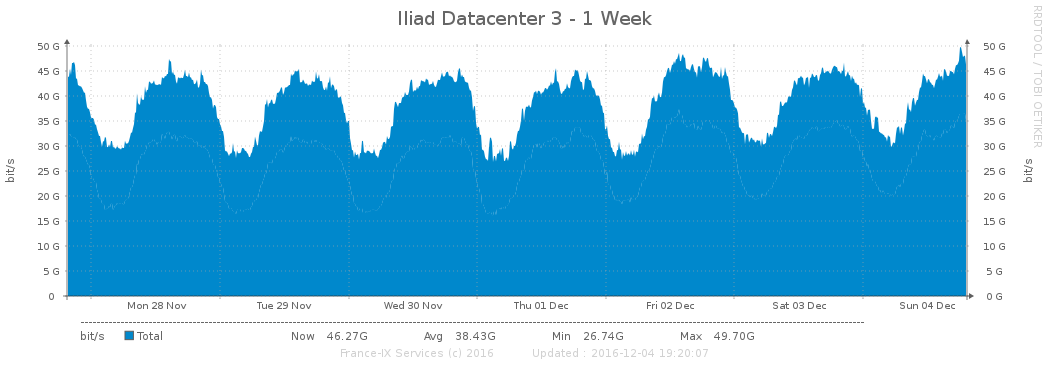 Iliad Datacenter 3 - 1 Week
RRDTOOL / TOBI OETIKER
50 G 50 G
45 G 45 G
40 G 40 G
35 G 35 G
30 G 30 G
25 G 25 G
20 G 20 G
15 G 15 G
10 G 10 G
5 G 5 G
0 0 G
bit/s bit/s
Mon 28 Nov Tue 29 Nov Wed 30 Nov Thu 01 Dec Fri 02 Dec Sat 03 Dec Sun 04 Dec
bit/s Total Now 46.27G Avg 38.43G Min 26.74G Max 49.70G
France-IX Services (c) 2016 Updated : 2016-12-04 19:20:07